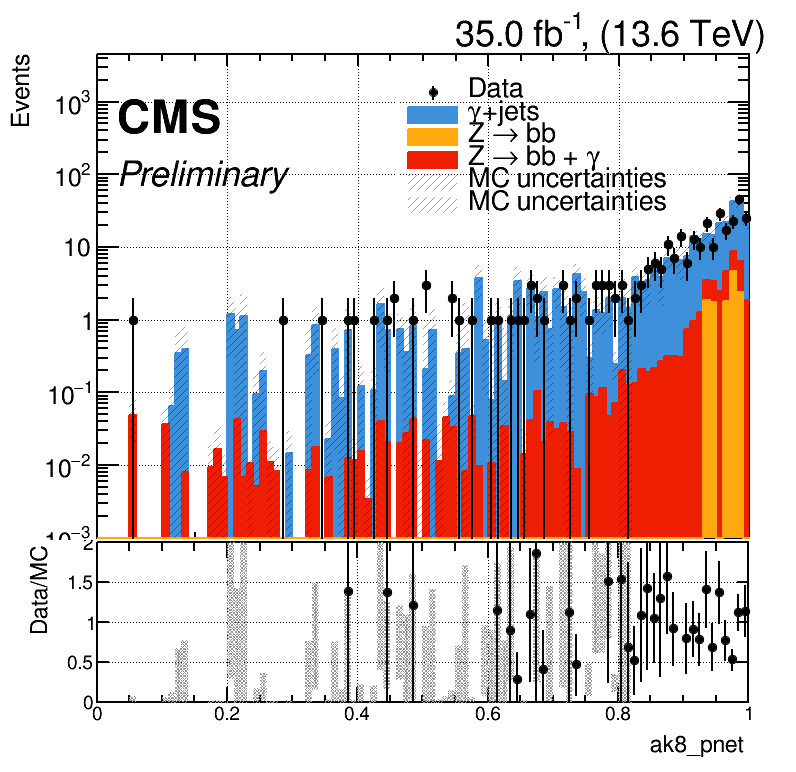 35.0 fb⁻¹, (13.6 TeV)
Events
CMS
Preliminary
Data
γ+jets
Z → bb
Z → bb + γ
MC uncertainties
MC uncertainties
10³
10²
10
1
10⁻¹
10⁻²
10⁻³
Data/MC
2
1.5
1
0.5
0
0 0.2 0.4 0.6 0.8 1
ak8_pnet